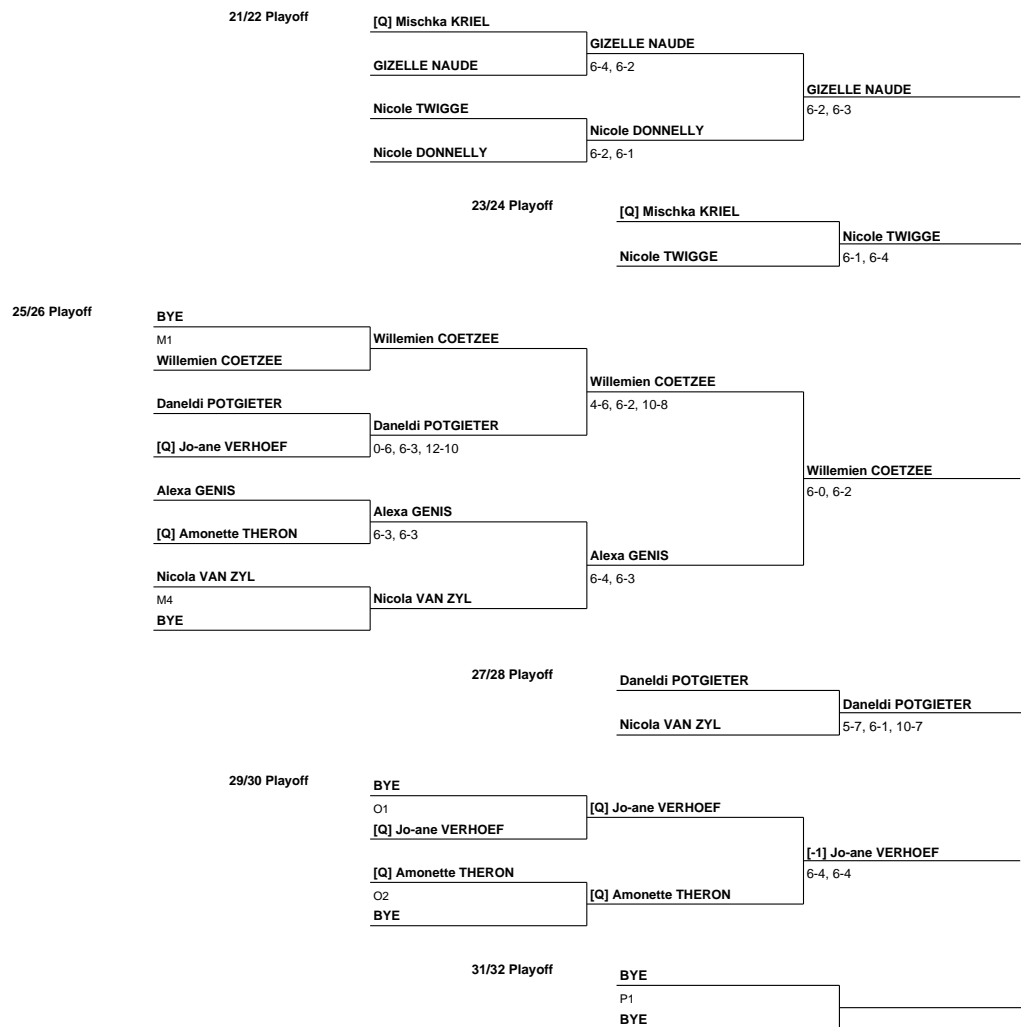 21/22 Playoff
[Q] Mischka KRIEL
GIZELLE NAUDE
GIZELLE NAUDE
6-4, 6-2
GIZELLE NAUDE
6-2, 6-3
Nicole TWIGGE
Nicole DONNELLY
Nicole DONNELLY
6-2, 6-1
23/24 Playoff
[Q] Mischka KRIEL
Nicole TWIGGE
Nicole TWIGGE
6-1, 6-4
25/26 Playoff
BYE
M1
Willemien COETZEE
Willemien COETZEE
Willemien COETZEE
4-6, 6-2, 10-8
Daneldi POTGIETER
Daneldi POTGIETER
[Q] Jo-ane VERHOEF
0-6, 6-3, 12-10
Willemien COETZEE
6-0, 6-2
Alexa GENIS
Alexa GENIS
[Q] Amonette THERON
6-3, 6-3
Alexa GENIS
6-4, 6-3
Nicola VAN ZYL
M4
Nicola VAN ZYL
BYE
27/28 Playoff
Daneldi POTGIETER
Daneldi POTGIETER
Nicola VAN ZYL
5-7, 6-1, 10-7
29/30 Playoff
BYE
O1
[Q] Jo-ane VERHOEF
[Q] Jo-ane VERHOEF
[-1] Jo-ane VERHOEF
6-4, 6-4
[Q] Amonette THERON
O2
[Q] Amonette THERON
BYE
31/32 Playoff
BYE
P1
BYE